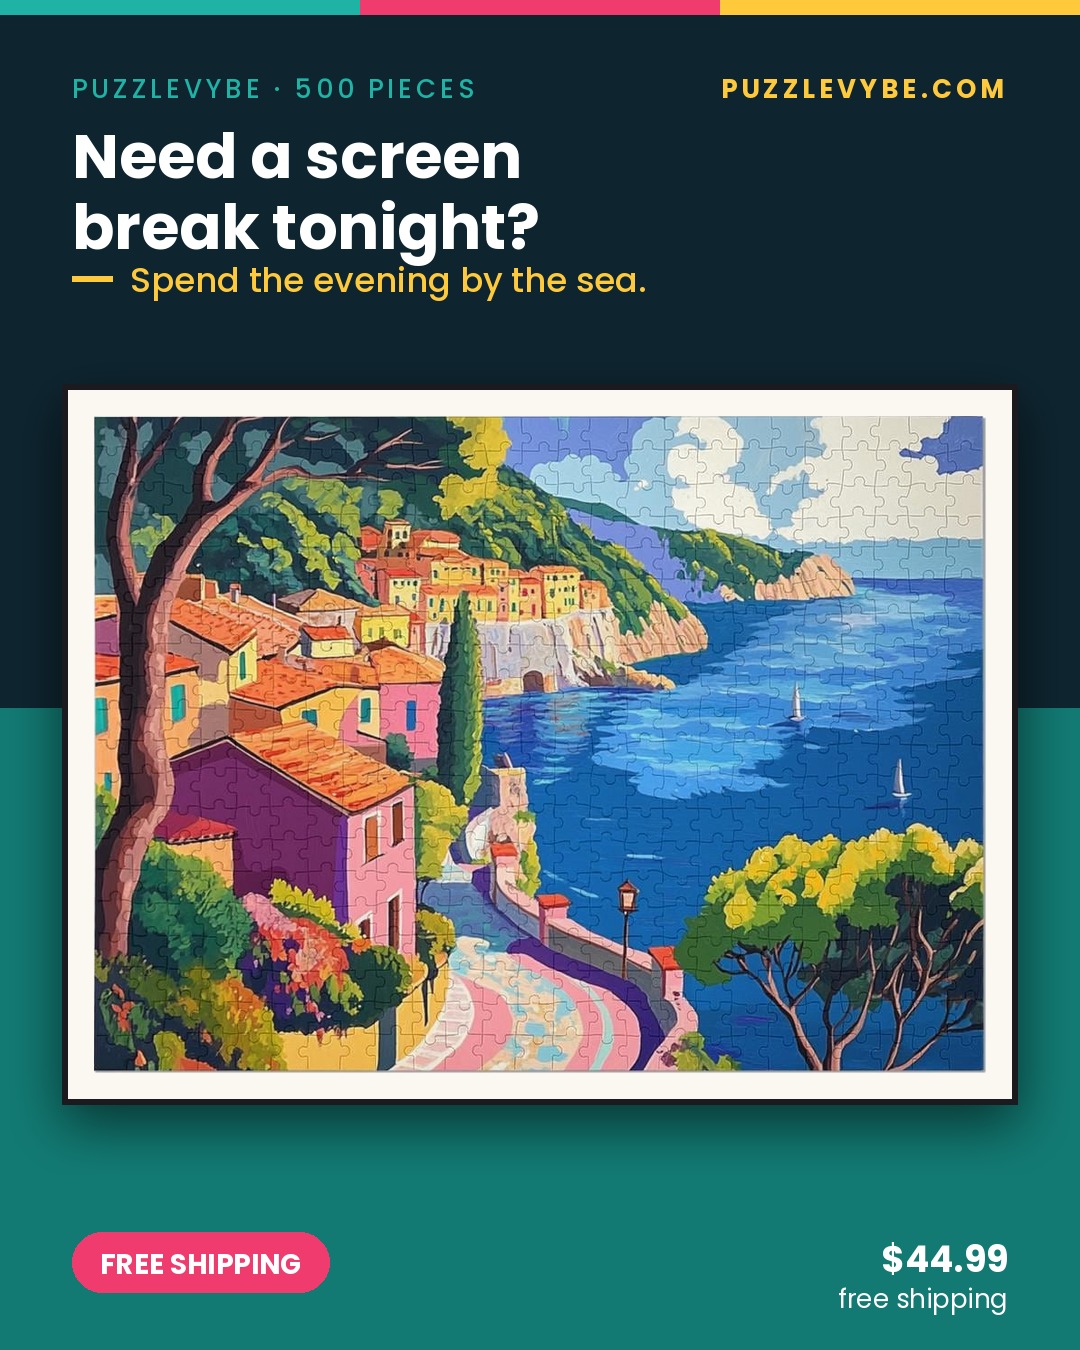 PUZZLEVYBE · 500 PIECES
PUZZLEVYBE.COM
Need a screen
break tonight?
Spend the evening by the sea.
FREE SHIPPING
$44.99
free shipping